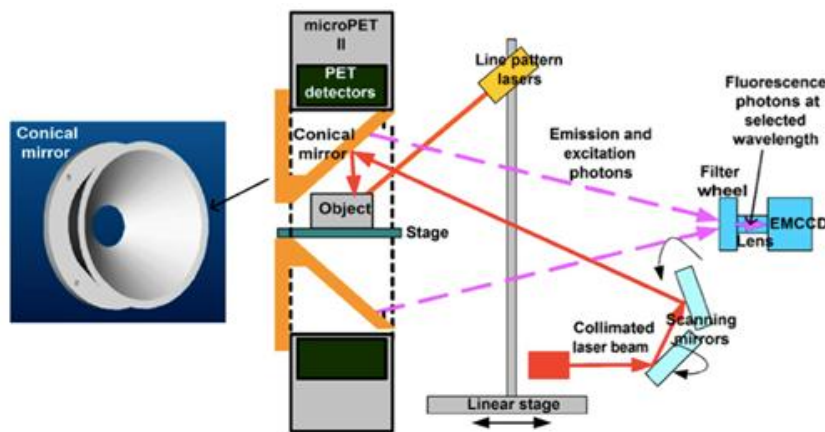 microPET
II
PET
detectors
Conical
mirror
Conical
mirror
Object
Stage
Line pattern
lasers
Emission and
excitation
photons
Fluorescence
photons at
selected
wavelength
Filter
wheel
EMCCD
Lens
Scanning
mirrors
Collimated
laser beam
Linear stage